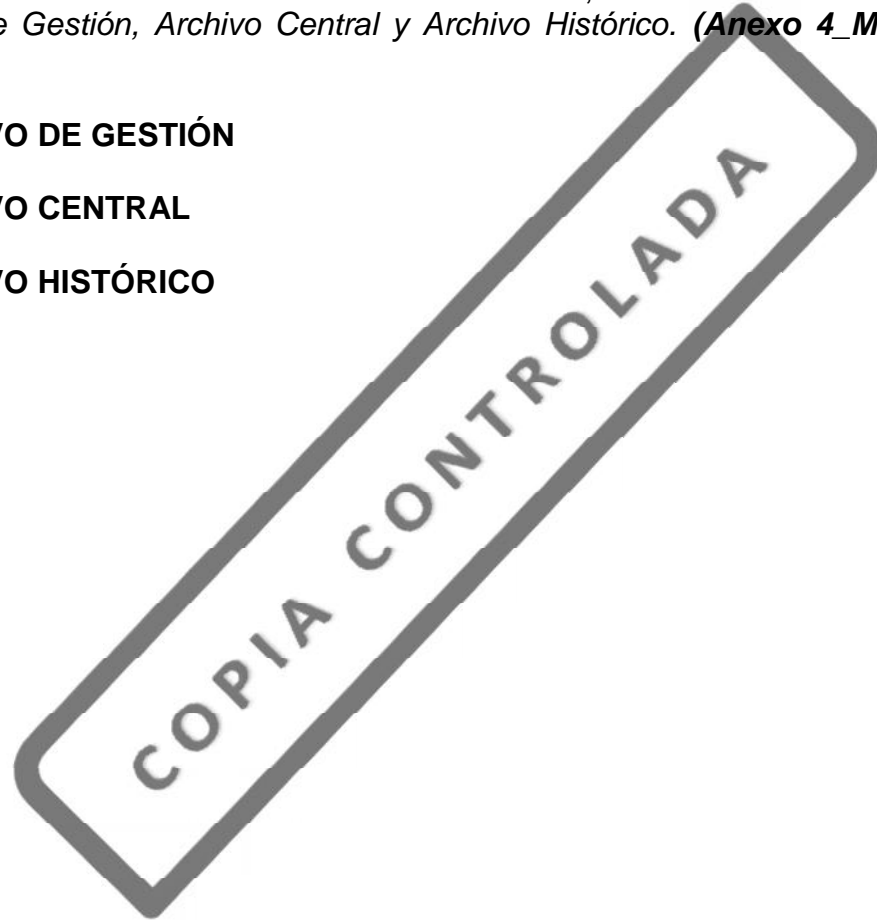 e Gestión, Archivo Central y Archivo Histórico. (Anexo 4_M
VO DE GESTIÓN
VO CENTRAL
VO HISTÓRICO
COPIA CONTROLADA